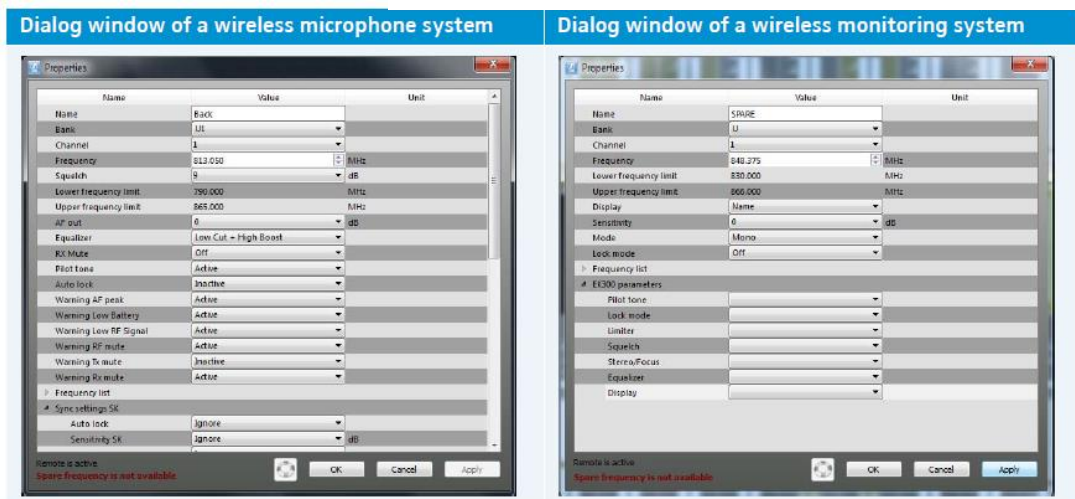 Dialog window of a wireless microphone system
Properties
Name Value Unit
Name Back
Bank U1
Channel 1
Frequency 813.050 MHz
Squelch 9 dB
Lower frequency limit 790.000 MHz
Upper frequency limit 865.000 MHz
AF out 0 dB
Equalizer Low Cut + High Boost
RX Mute Off
Pilot tone Active
Auto lock Inactive
Warning AF peak Active
Warning Low Battery Active
Warning Low RF Signal Active
Warning RF mute Active
Warning Tx mute Inactive
Warning Rx mute Active
Frequency list
Sync settings SK
Auto lock Ignore
Sensitivity SK Ignore dB
Remote is active
Spare frequency is not available
OK Cancel Apply
Dialog window of a wireless monitoring system
Properties
Name Value Unit
Name SPARE
Bank U
Channel 1
Frequency 848.375 MHz
Lower frequency limit 830.000 MHz
Upper frequency limit 866.000 MHz
Display Name
Sensitivity 0 dB
Mode Mono
Lock mode Off
Frequency list
EK300 parameters
Pilot tone
Lock mode
Limiter
Squelch
Stereo/Focus
Equalizer
Display
Remote is active
Spare frequency is not available
OK Cancel Apply